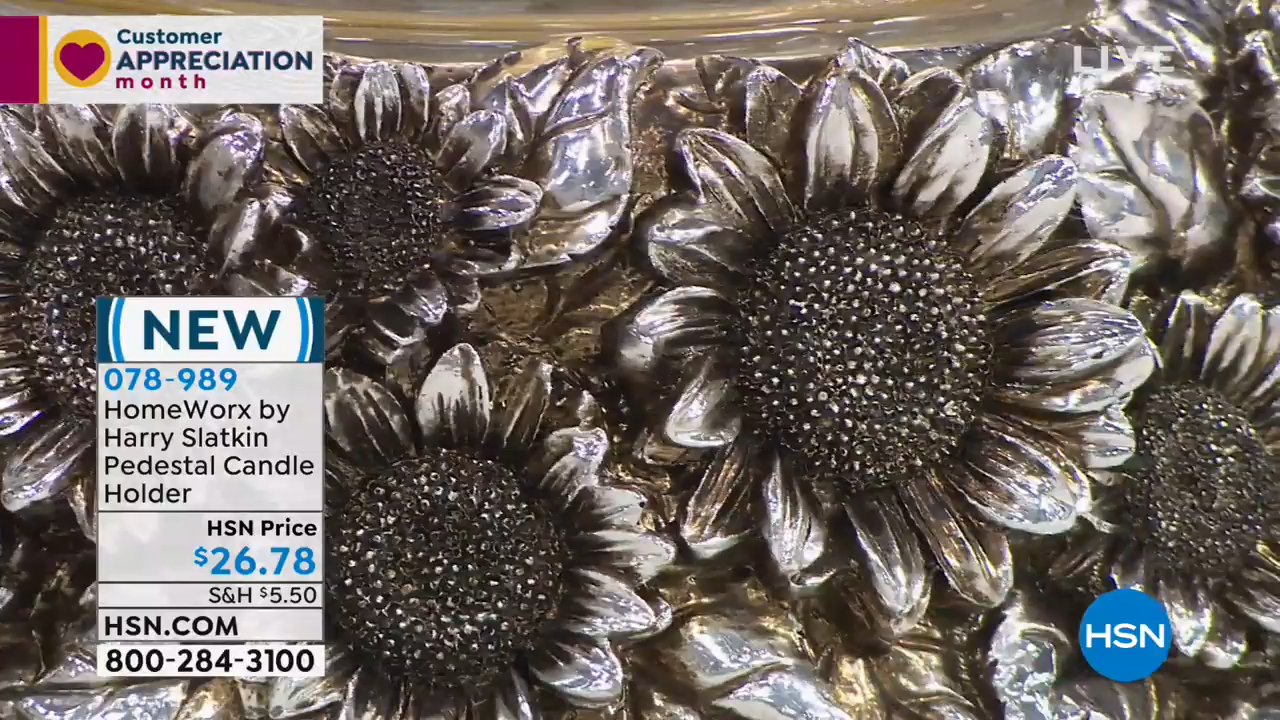 Customer
APPRECIATION
month
LIVE
NEW
078-989
HomeWorx by
Harry Slatkin
Pedestal Candle
Holder
HSN Price
$26.78
S&H $5.50
HSN.COM
800-284-3100
HSN